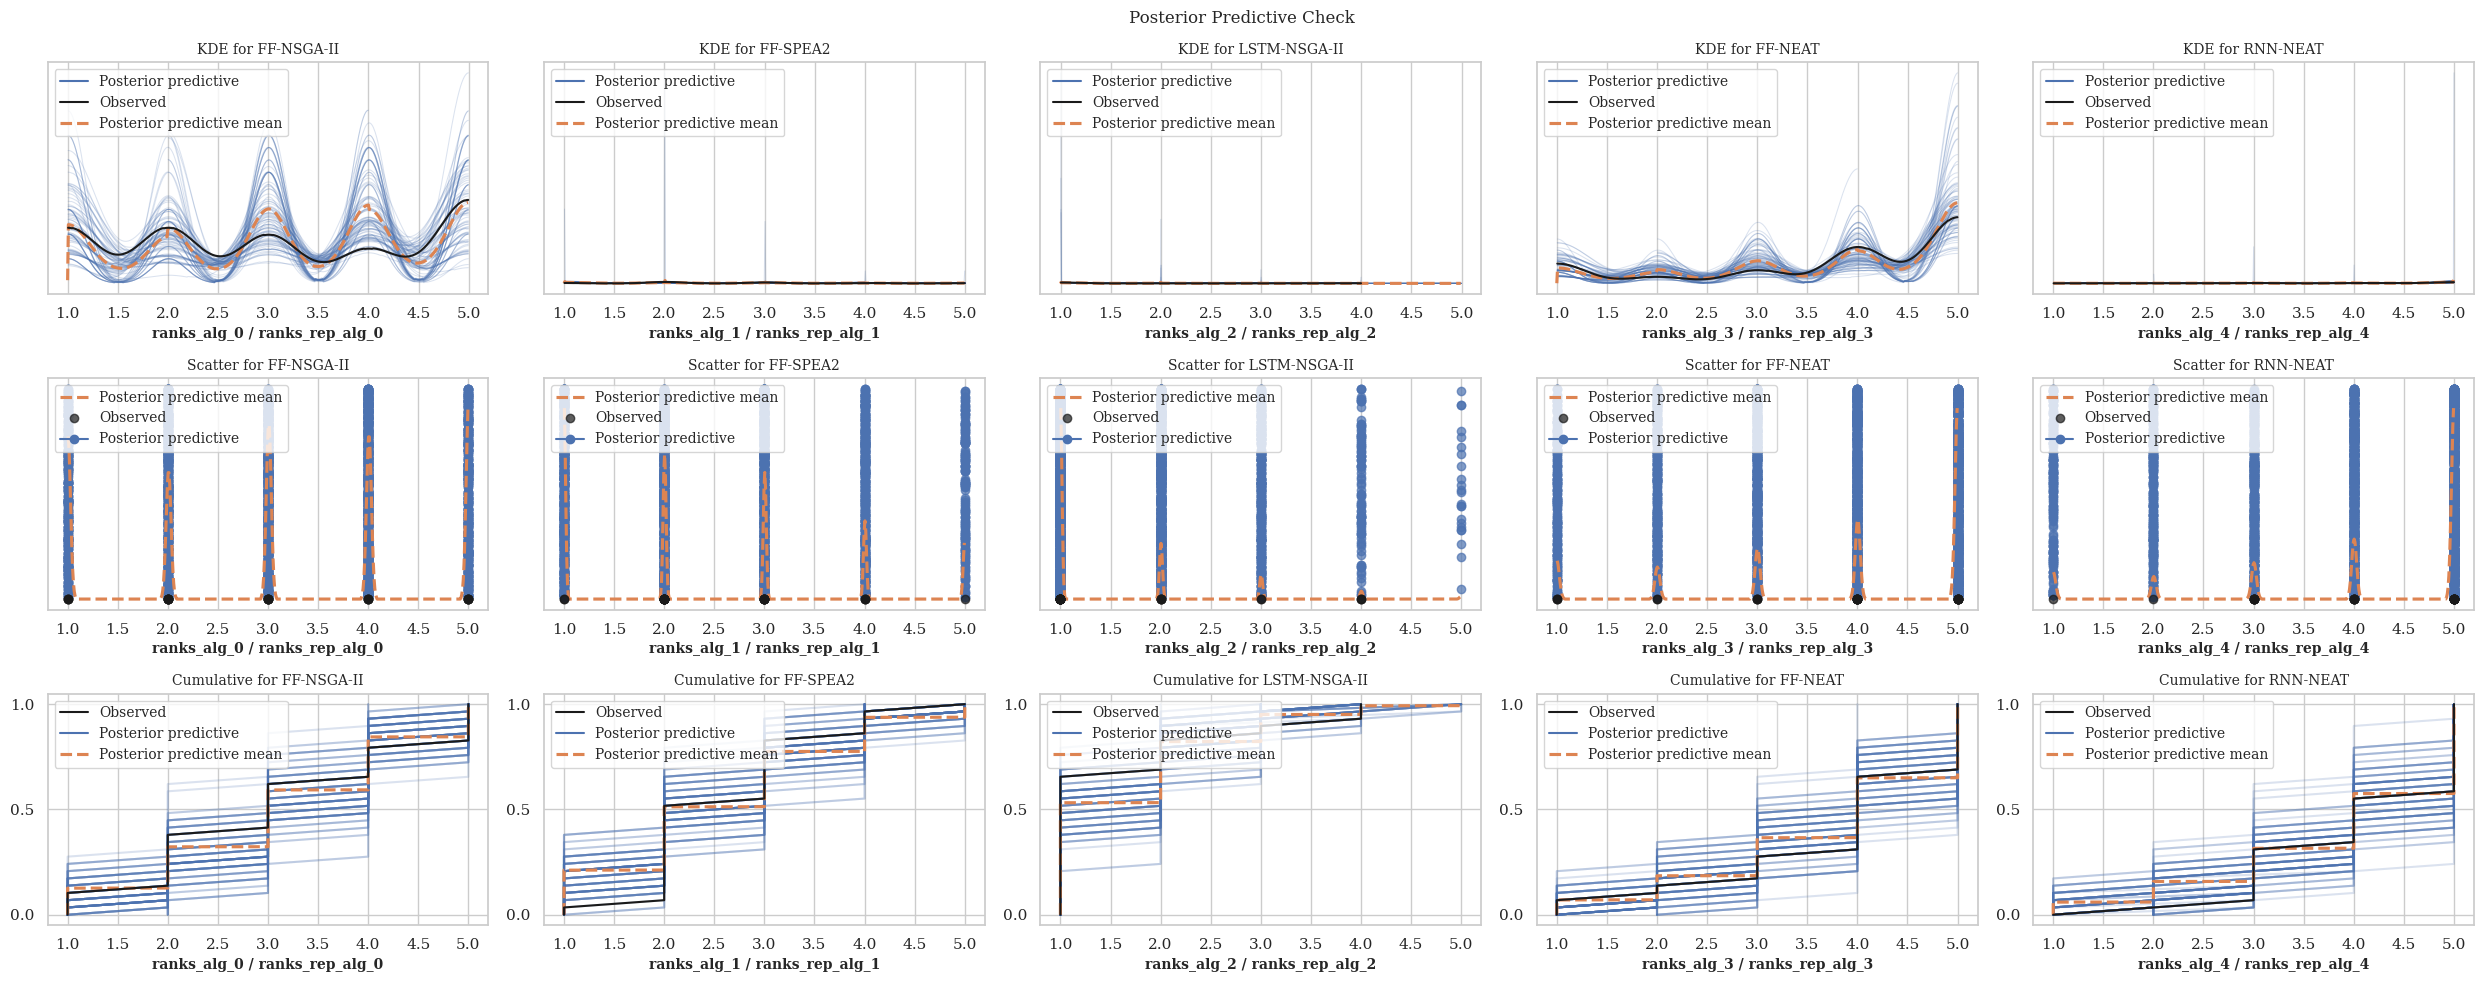 Posterior Predictive Check
KDE for FF-NSGA-II
Posterior predictive
Observed
Posterior predictive mean
1.0 1.5 2.0 2.5 3.0 3.5 4.0 4.5 5.0
ranks_alg_0 / ranks_rep_alg_0
KDE for FF-SPEA2
Posterior predictive
Observed
Posterior predictive mean
1.0 1.5 2.0 2.5 3.0 3.5 4.0 4.5 5.0
ranks_alg_1 / ranks_rep_alg_1
KDE for LSTM-NSGA-II
Posterior predictive
Observed
Posterior predictive mean
1.0 1.5 2.0 2.5 3.0 3.5 4.0 4.5 5.0
ranks_alg_2 / ranks_rep_alg_2
KDE for FF-NEAT
Posterior predictive
Observed
Posterior predictive mean
1.0 1.5 2.0 2.5 3.0 3.5 4.0 4.5 5.0
ranks_alg_3 / ranks_rep_alg_3
KDE for RNN-NEAT
Posterior predictive
Observed
Posterior predictive mean
1.0 1.5 2.0 2.5 3.0 3.5 4.0 4.5 5.0
ranks_alg_4 / ranks_rep_alg_4
Scatter for FF-NSGA-II
Posterior predictive mean
Observed
Posterior predictive
1.0 1.5 2.0 2.5 3.0 3.5 4.0 4.5 5.0
ranks_alg_0 / ranks_rep_alg_0
Scatter for FF-SPEA2
Posterior predictive mean
Observed
Posterior predictive
1.0 1.5 2.0 2.5 3.0 3.5 4.0 4.5 5.0
ranks_alg_1 / ranks_rep_alg_1
Scatter for LSTM-NSGA-II
Posterior predictive mean
Observed
Posterior predictive
1.0 1.5 2.0 2.5 3.0 3.5 4.0 4.5 5.0
ranks_alg_2 / ranks_rep_alg_2
Scatter for FF-NEAT
Posterior predictive mean
Observed
Posterior predictive
1.0 1.5 2.0 2.5 3.0 3.5 4.0 4.5 5.0
ranks_alg_3 / ranks_rep_alg_3
Scatter for RNN-NEAT
Posterior predictive mean
Observed
Posterior predictive
1.0 1.5 2.0 2.5 3.0 3.5 4.0 4.5 5.0
ranks_alg_4 / ranks_rep_alg_4
Cumulative for FF-NSGA-II
1.0
0.5
0.0
Observed
Posterior predictive
Posterior predictive mean
1.0 1.5 2.0 2.5 3.0 3.5 4.0 4.5 5.0
ranks_alg_0 / ranks_rep_alg_0
Cumulative for FF-SPEA2
1.0
0.5
0.0
Observed
Posterior predictive
Posterior predictive mean
1.0 1.5 2.0 2.5 3.0 3.5 4.0 4.5 5.0
ranks_alg_1 / ranks_rep_alg_1
Cumulative for LSTM-NSGA-II
1.0
0.5
0.0
Observed
Posterior predictive
Posterior predictive mean
1.0 1.5 2.0 2.5 3.0 3.5 4.0 4.5 5.0
ranks_alg_2 / ranks_rep_alg_2
Cumulative for FF-NEAT
1.0
0.5
0.0
Observed
Posterior predictive
Posterior predictive mean
1.0 1.5 2.0 2.5 3.0 3.5 4.0 4.5 5.0
ranks_alg_3 / ranks_rep_alg_3
Cumulative for RNN-NEAT
1.0
0.5
0.0
Observed
Posterior predictive
Posterior predictive mean
1.0 1.5 2.0 2.5 3.0 3.5 4.0 4.5 5.0
ranks_alg_4 / ranks_rep_alg_4